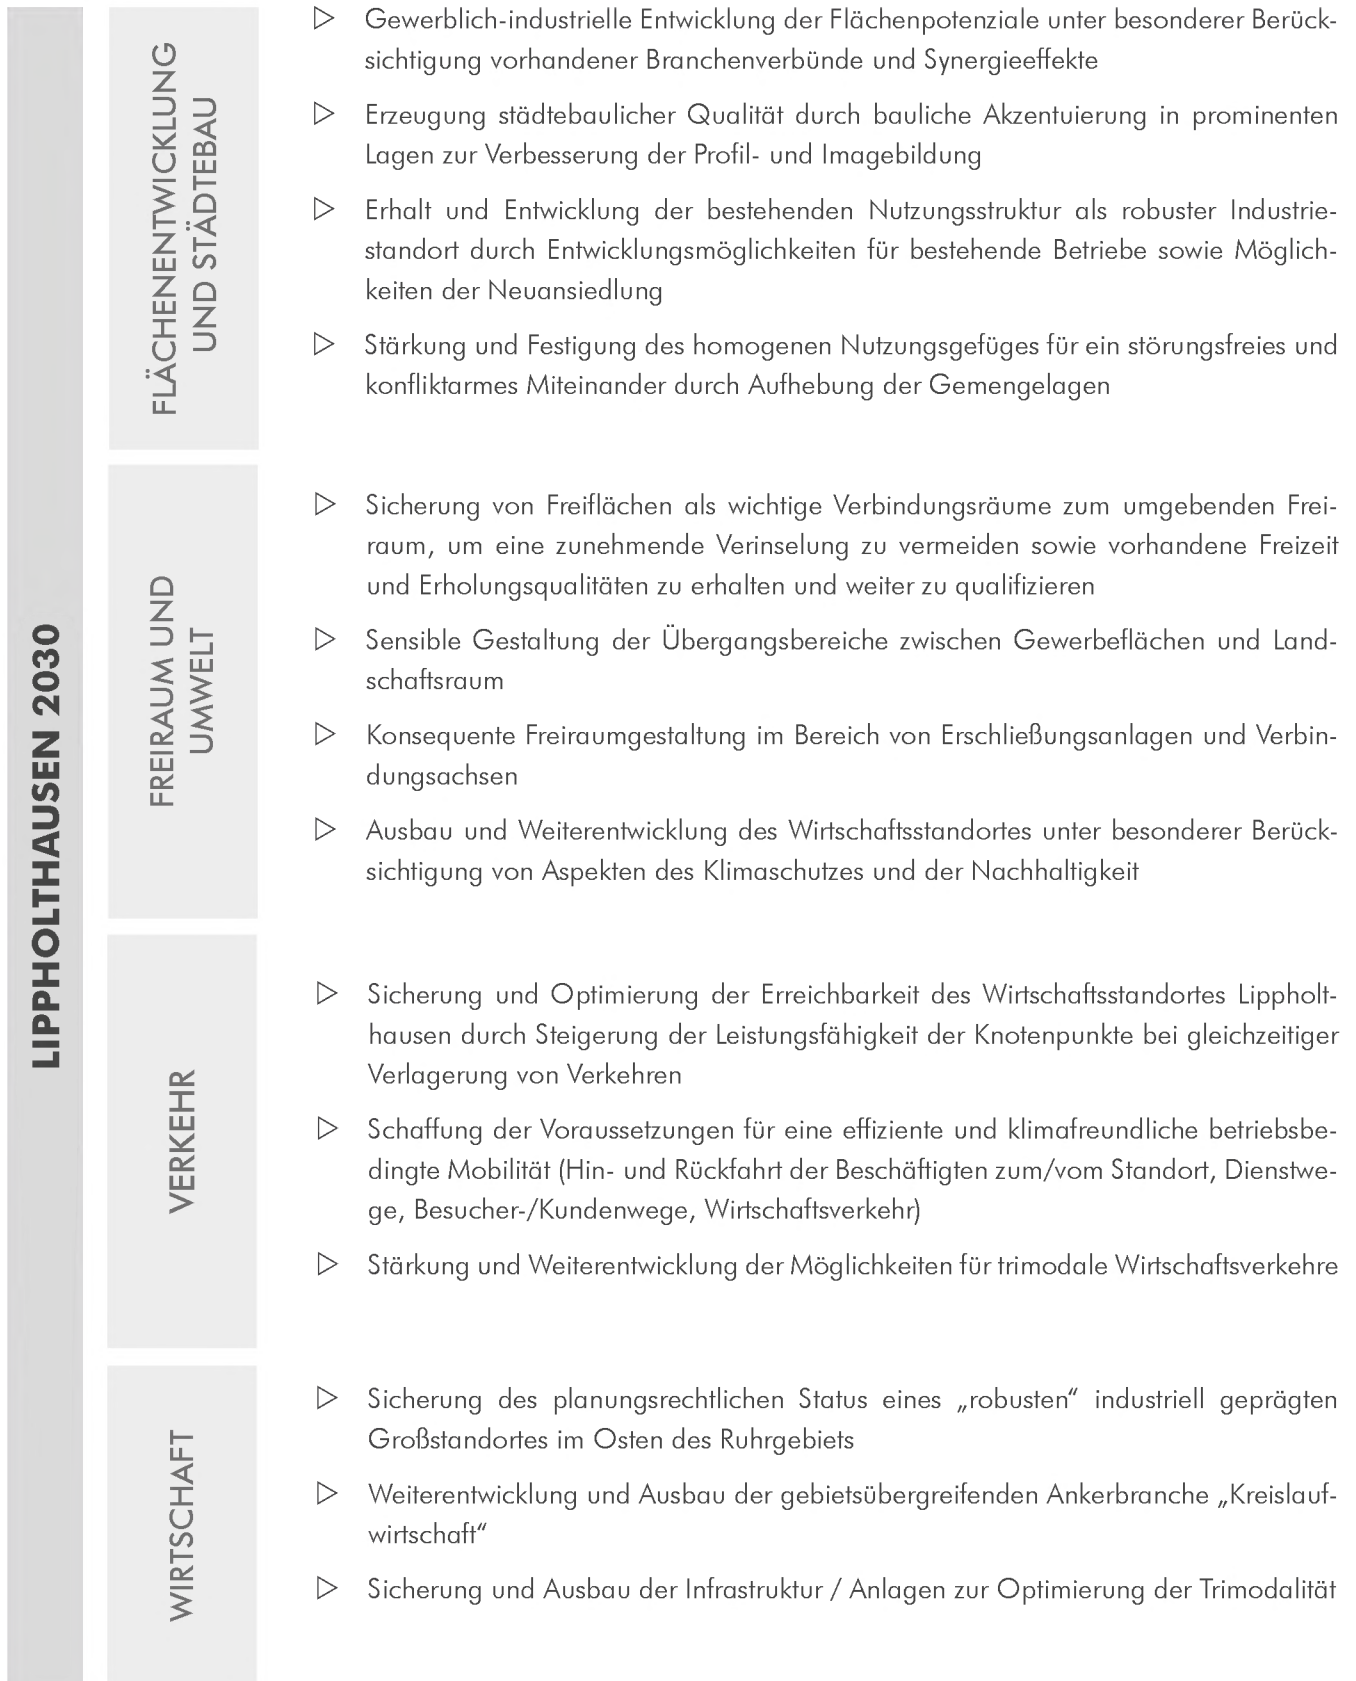 LIPPHOLTHAUSEN 2030
FLÄCHENENTWICKLUNG
UND STÄDTEBAU
▷ Gewerblich-industrielle Entwicklung der Flächenpotenziale unter besonderer Berück-
sichtigung vorhandener Branchenverbünde und Synergieeffekte
▷ Erzeugung städtebaulicher Qualität durch bauliche Akzentuierung in prominenten
Lagen zur Verbesserung der Profil- und Imagebildung
▷ Erhalt und Entwicklung der bestehenden Nutzungsstruktur als robuster Industrie-
standort durch Entwicklungsmöglichkeiten für bestehende Betriebe sowie Möglich-
keiten der Neuansiedlung
▷ Stärkung und Festigung des homogenen Nutzungsgefüges für ein störungsfreies und
konfliktarmes Miteinander durch Aufhebung der Gemengelagen
FREIRAUM UND
UMWELT
▷ Sicherung von Freiflächen als wichtige Verbindungsräume zum umgebenden Frei-
raum, um eine zunehmende Verinselung zu vermeiden sowie vorhandene Freizeit
und Erholungsqualitäten zu erhalten und weiter zu qualifizieren
▷ Sensible Gestaltung der Übergangsbereiche zwischen Gewerbeflächen und Land-
schaftsraum
▷ Konsequente Freiraumgestaltung im Bereich von Erschließungsanlagen und Verbin-
dungsachsen
▷ Ausbau und Weiterentwicklung des Wirtschaftsstandortes unter besonderer Berück-
sichtigung von Aspekten des Klimaschutzes und der Nachhaltigkeit
VERKEHR
▷ Sicherung und Optimierung der Erreichbarkeit des Wirtschaftsstandortes Lippholt-
hausen durch Steigerung der Leistungsfähigkeit der Knotenpunkte bei gleichzeitiger
Verlagerung von Verkehren
▷ Schaffung der Voraussetzungen für eine effiziente und klimafreundliche betriebsbe-
dingte Mobilität (Hin- und Rückfahrt der Beschäftigten zum/vom Standort, Dienstwe-
ge, Besucher-/Kundenwege, Wirtschaftsverkehr)
▷ Stärkung und Weiterentwicklung der Möglichkeiten für trimodale Wirtschaftsverkehre
WIRTSCHAFT
▷ Sicherung des planungsrechtlichen Status eines „robusten“ industriell geprägten
Großstandortes im Osten des Ruhrgebiets
▷ Weiterentwicklung und Ausbau der gebietsübergreifenden Ankerbranche „Kreislauf-
wirtschaft“
▷ Sicherung und Ausbau der Infrastruktur / Anlagen zur Optimierung der Trimodalität